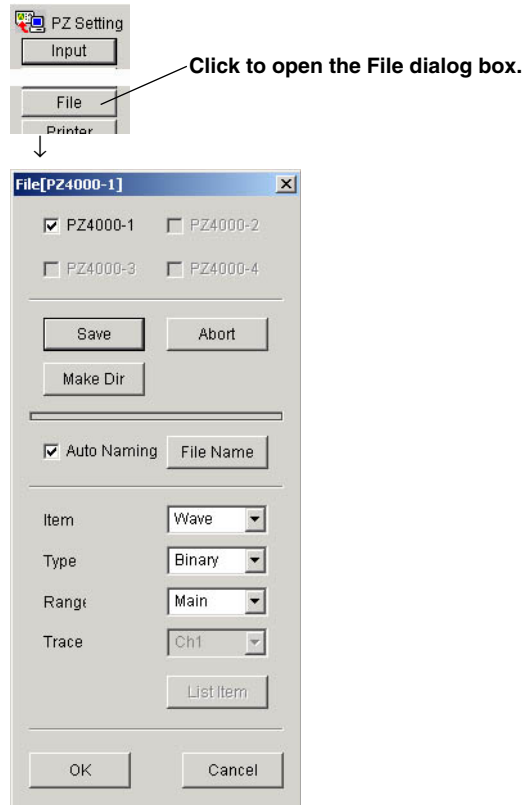 PZ Setting
Input
Click to open the File dialog box.
File
Printer
↓
File[PZ4000-1]
PZ4000-1 PZ4000-2
PZ4000-3 PZ4000-4
Save Abort
Make Dir
Auto Naming File Name
Item Wave
Type Binary
Range Main
Trace Ch1
List Item
OK Cancel